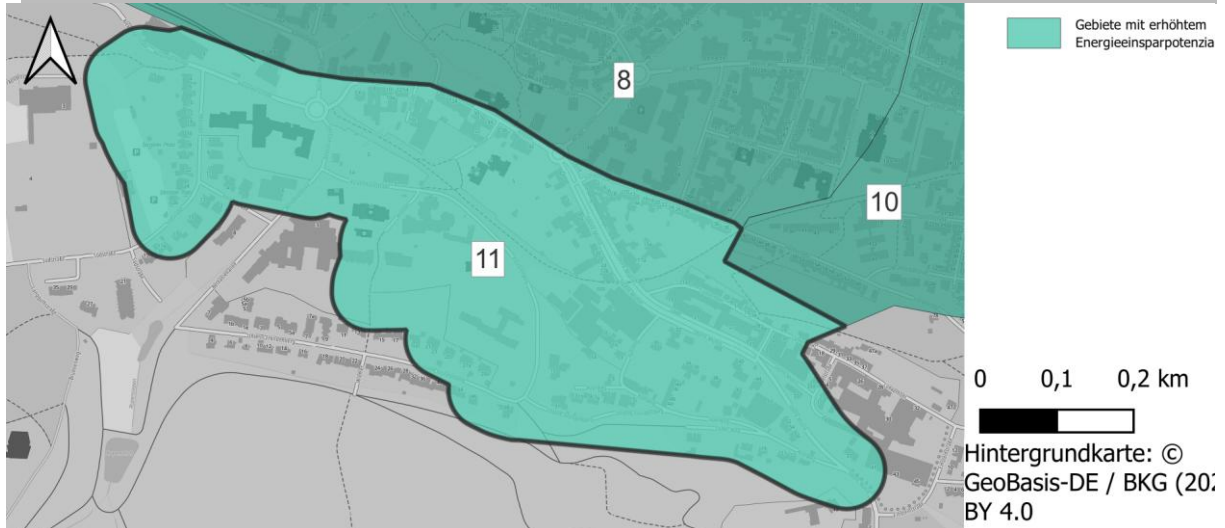 Gebiete mit erhöhtem
Energieeinsparpotenzia
8
10
11
0 0,1 0,2 km
Hintergrundkarte: ©
GeoBasis-DE / BKG (202
BY 4.0